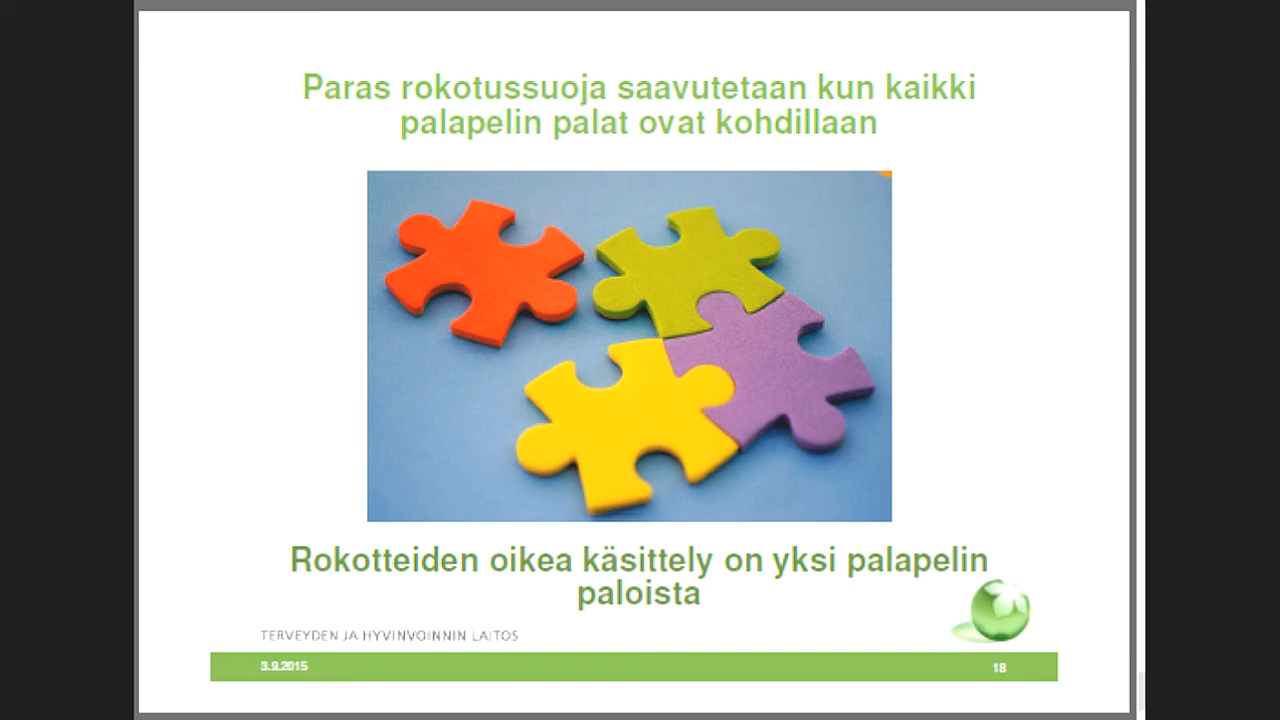 Paras rokotussuoja saavutetaan kun kaikki
palapelin palat ovat kohdillaan
Rokotteiden oikea käsittely on yksi palapelin
paloista
TERVEYDEN JA HYVINVOINNIN LAITOS
3.9.2015
18